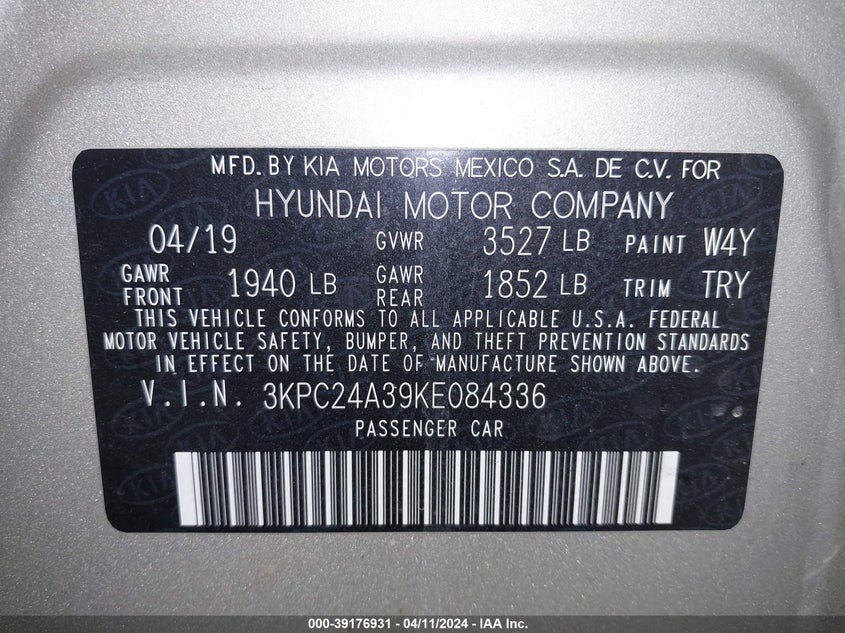 MFD. BY KIA MOTORS MEXICO S.A. DE C.V. FOR
HYUNDAI MOTOR COMPANY
04/19 GVWR 3527 LB PAINT W4Y
GAWR FRONT 1940 LB GAWR REAR 1852 LB TRIM TRY
THIS VEHICLE CONFORMS TO ALL APPLICABLE U.S.A. FEDERAL
MOTOR VEHICLE SAFETY, BUMPER, AND THEFT PREVENTION STANDARDS
IN EFFECT ON THE DATE OF MANUFACTURE SHOWN ABOVE.
V.I.N. 3KPC24A39KE084336
PASSENGER CAR
000-39176931 - 04/11/2024 - IAA Inc.